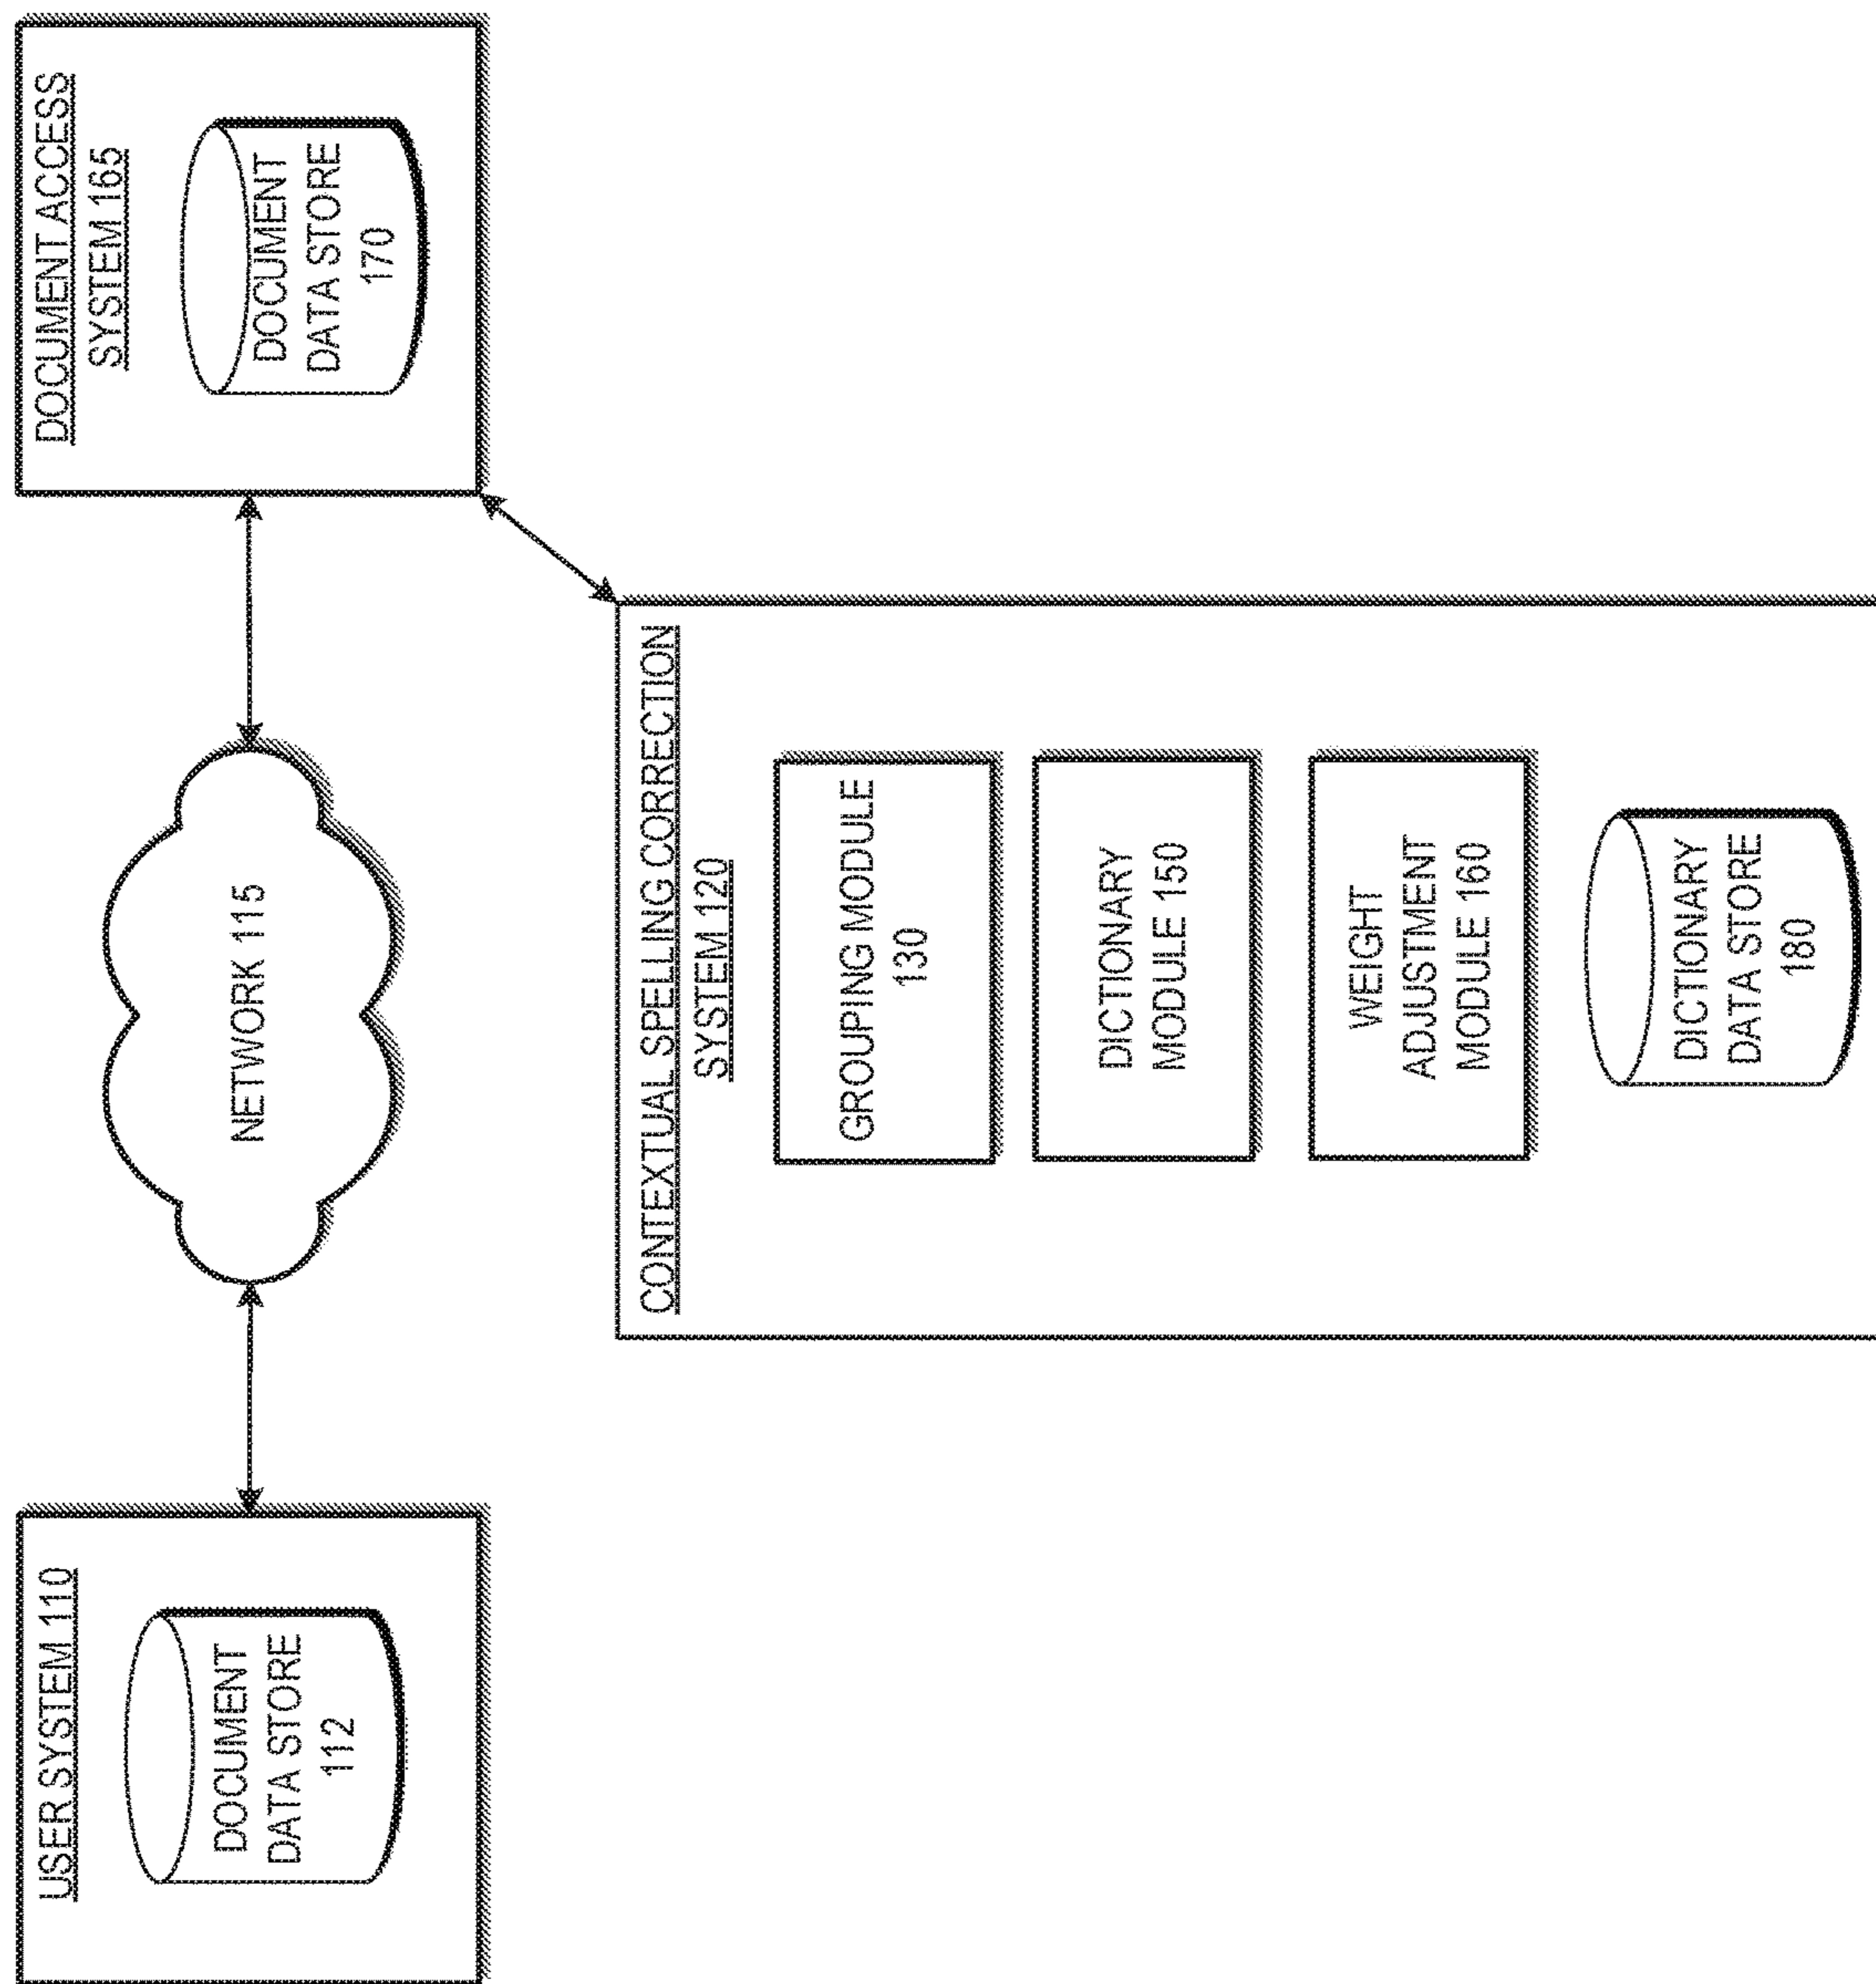 USER SYSTEM 110
DOCUMENT
DATA STORE
112
NETWORK 115
DOCUMENT ACCESS
SYSTEM 165
DOCUMENT
DATA STORE
170
CONTEXTUAL SPELLING CORRECTION
SYSTEM 120
GROUPING MODULE
130
DICTIONARY
MODULE 150
WEIGHT
ADJUSTMENT
MODULE 160
DICTIONARY
DATA STORE
180